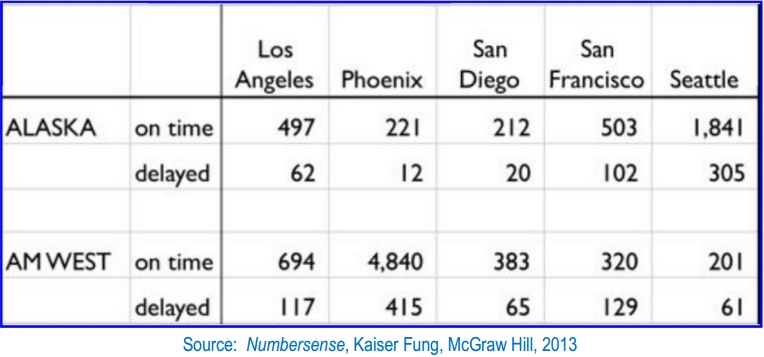 Los Angeles Phoenix San Diego San Francisco Seattle
ALASKA on time 497 221 212 503 1,841
delayed 62 12 20 102 305
AM WEST on time 694 4,840 383 320 201
delayed 117 415 65 129 61
Source: Numbersense, Kaiser Fung, McGraw Hill, 2013